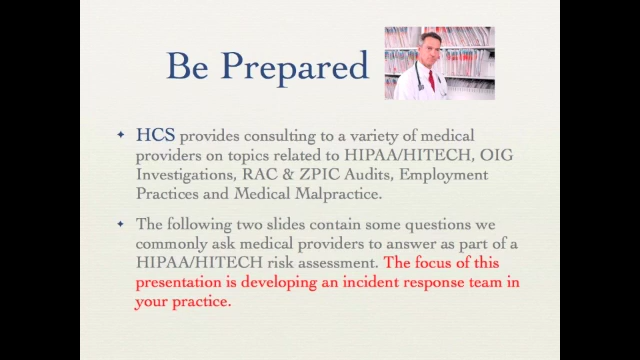 Be Prepared
HCS provides consulting to a variety of medical
providers on topics related to HIPAA/HITECH, OIG
Investigations, RAC & ZPIC Audits, Employment
Practices and Medical Malpractice.
The following two slides contain some questions we
commonly ask medical providers to answer as part of a
HIPAA/HITECH risk assessment. The focus of this
presentation is developing an incident response team in
your practice.